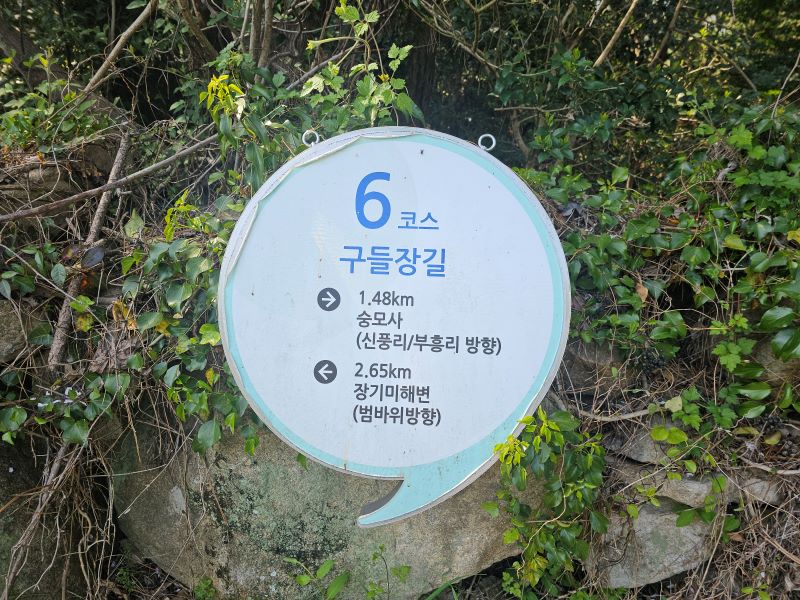 6 코스
구들장길
→ 1.48km
숭모사
(신풍리/부흥리 방향)
← 2.65km
장기미해변
(범바위방향)